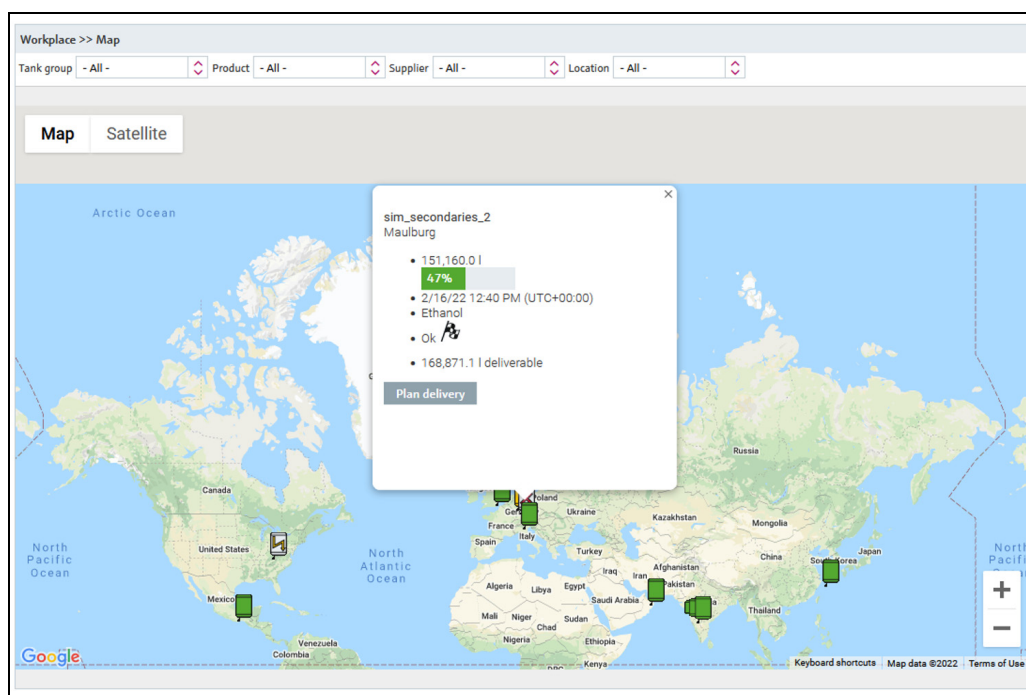 Workplace >> Map
Tank group - All - Product - All - Supplier - All - Location - All -
Map Satellite
Arctic Ocean
sim_secondaries_2
Maulburg
151,160.0 l
47%
2/16/22 12:40 PM (UTC+00:00)
Ethanol
Ok
168,871.1 l deliverable
Plan delivery
Russia
Canada
Poland
Ukraine
France
Kazakhstan
Mongolia
Spain
Italy
United States
Turkey
China
Japan
North
Pacific
Ocean
North
Atlantic
Ocean
Iraq
Iran
Afghanistan
Pakistan
Algeria
Libya
Egypt
Saudi Arabia
Mexico
Mali
Niger
Chad
Sudan
Thailand
Nigeria
Ethiopia
Venezuela
Colombia
Kenya
Google
Keyboard shortcuts Map data ©2022 Terms of Use